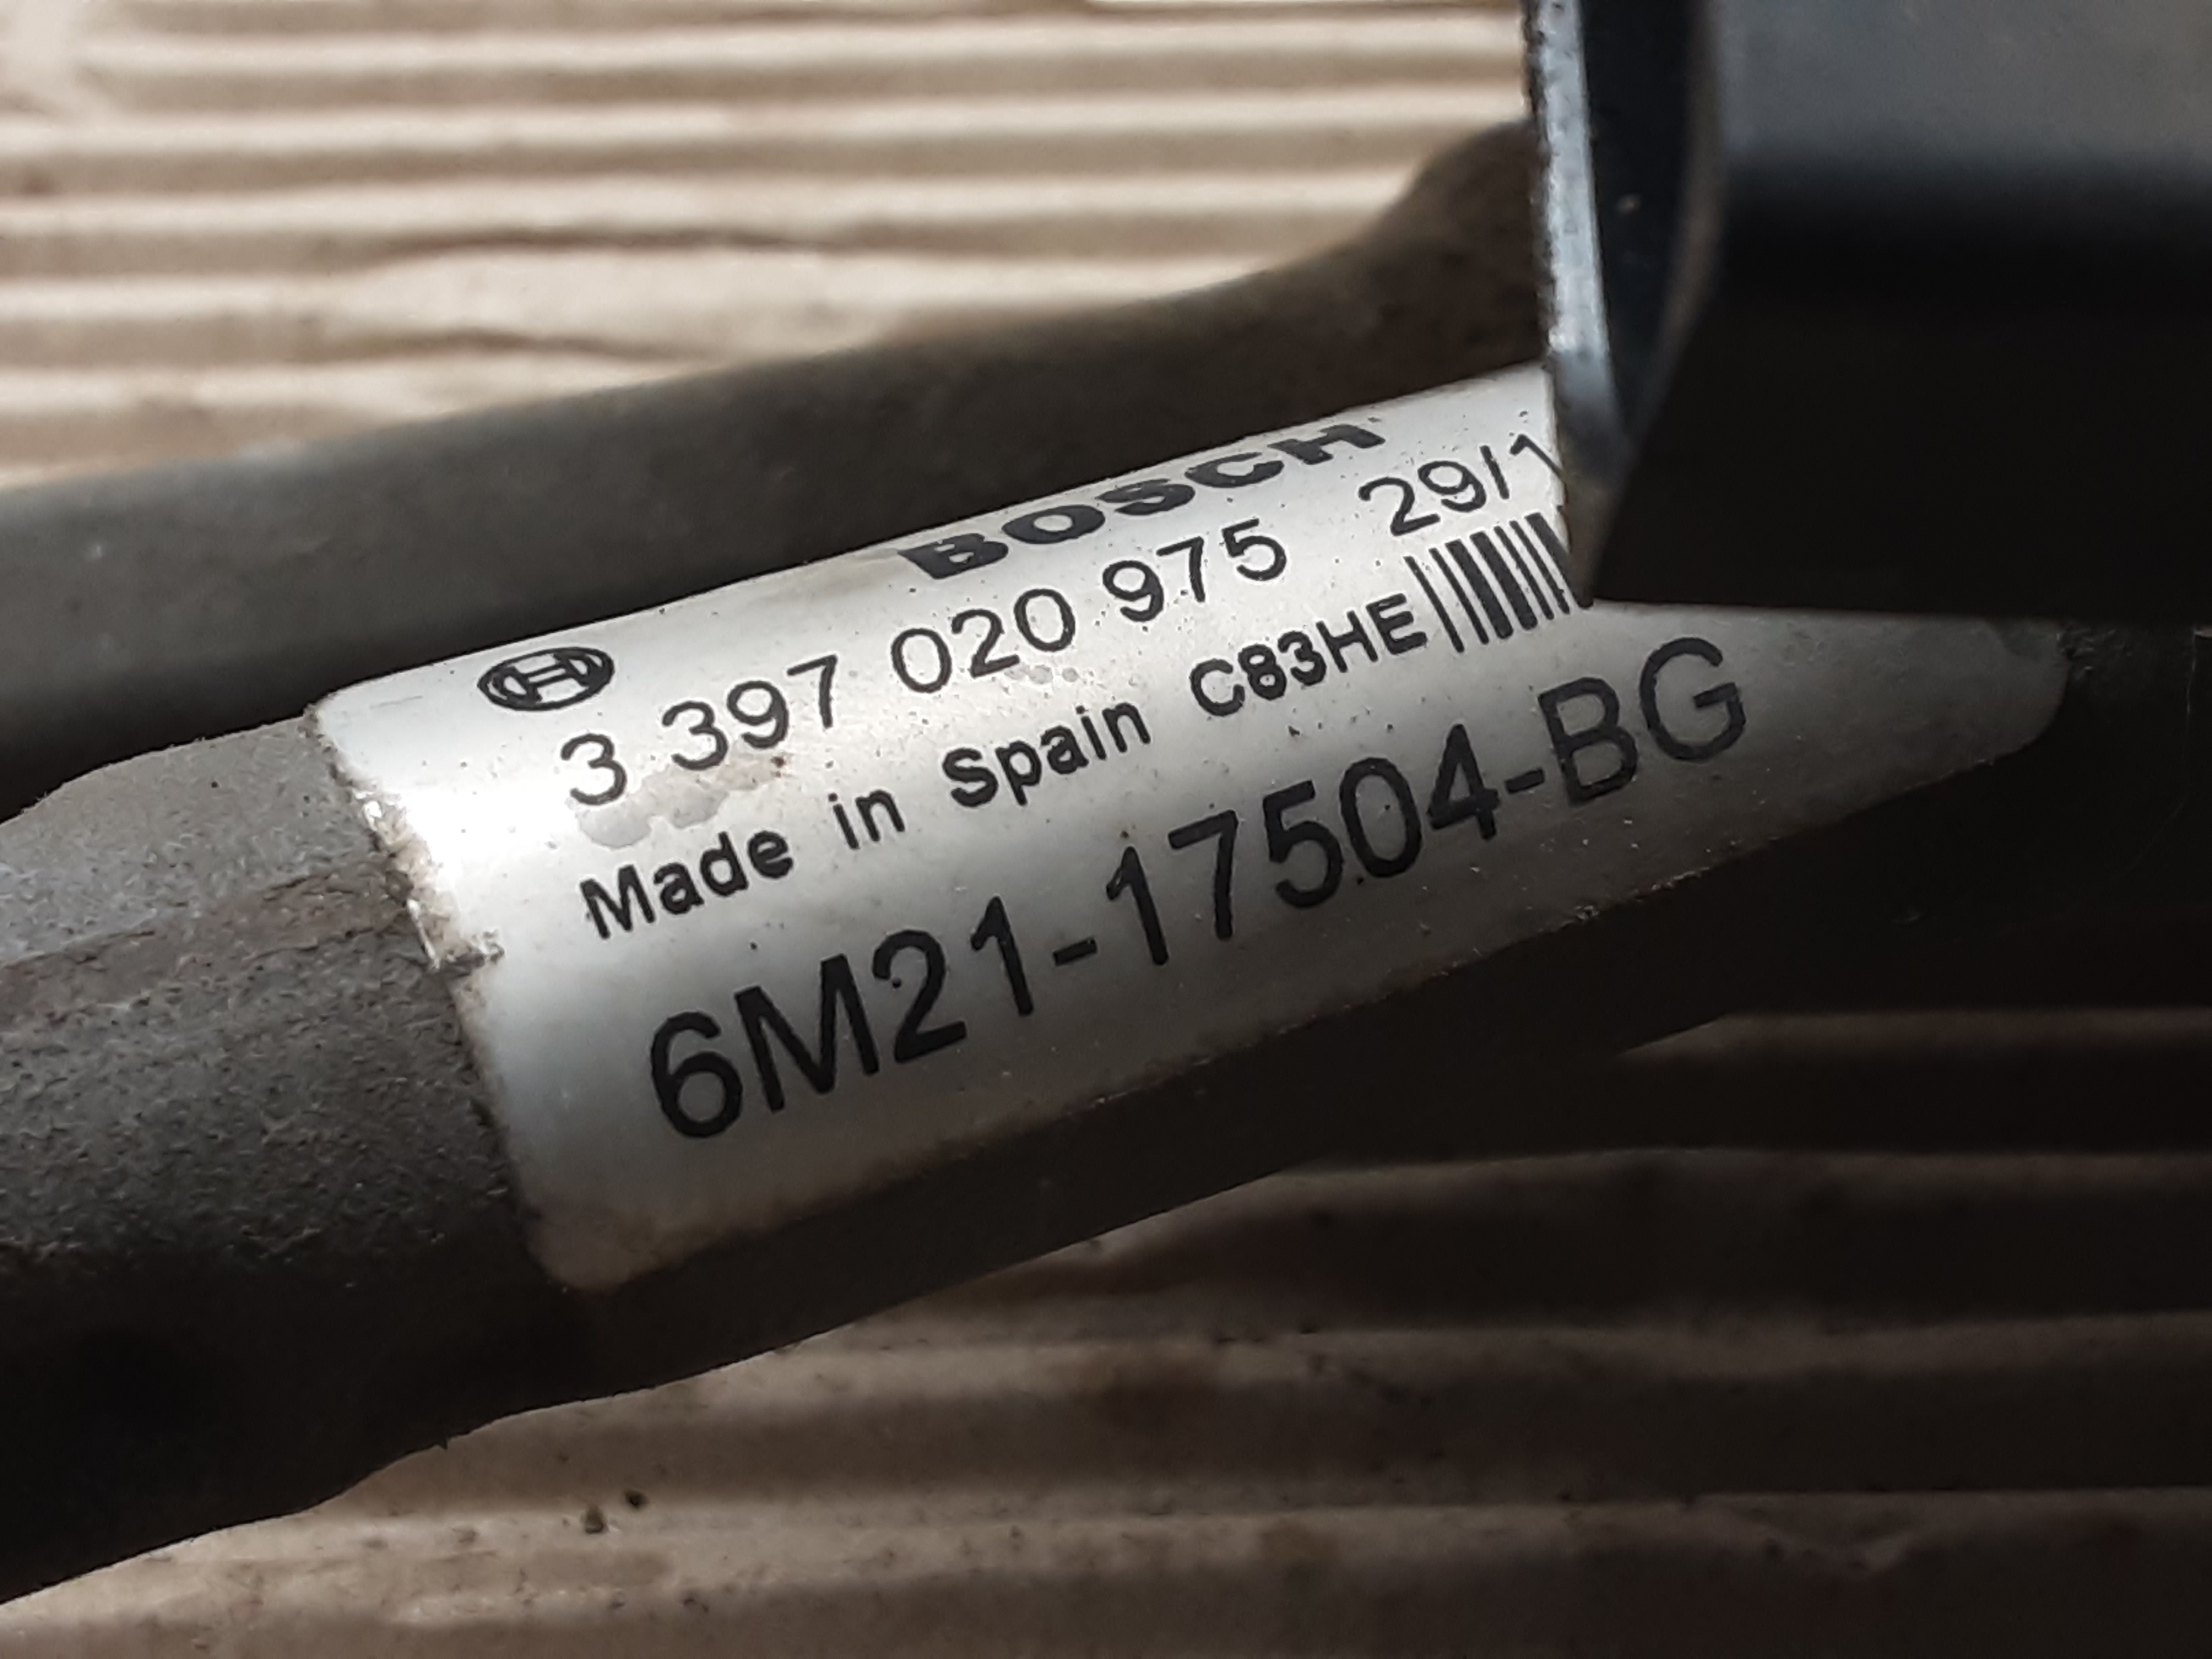 BOSCH
3 397 020 975 29/1
Made in Spain C83HE
6M21-17504-BG